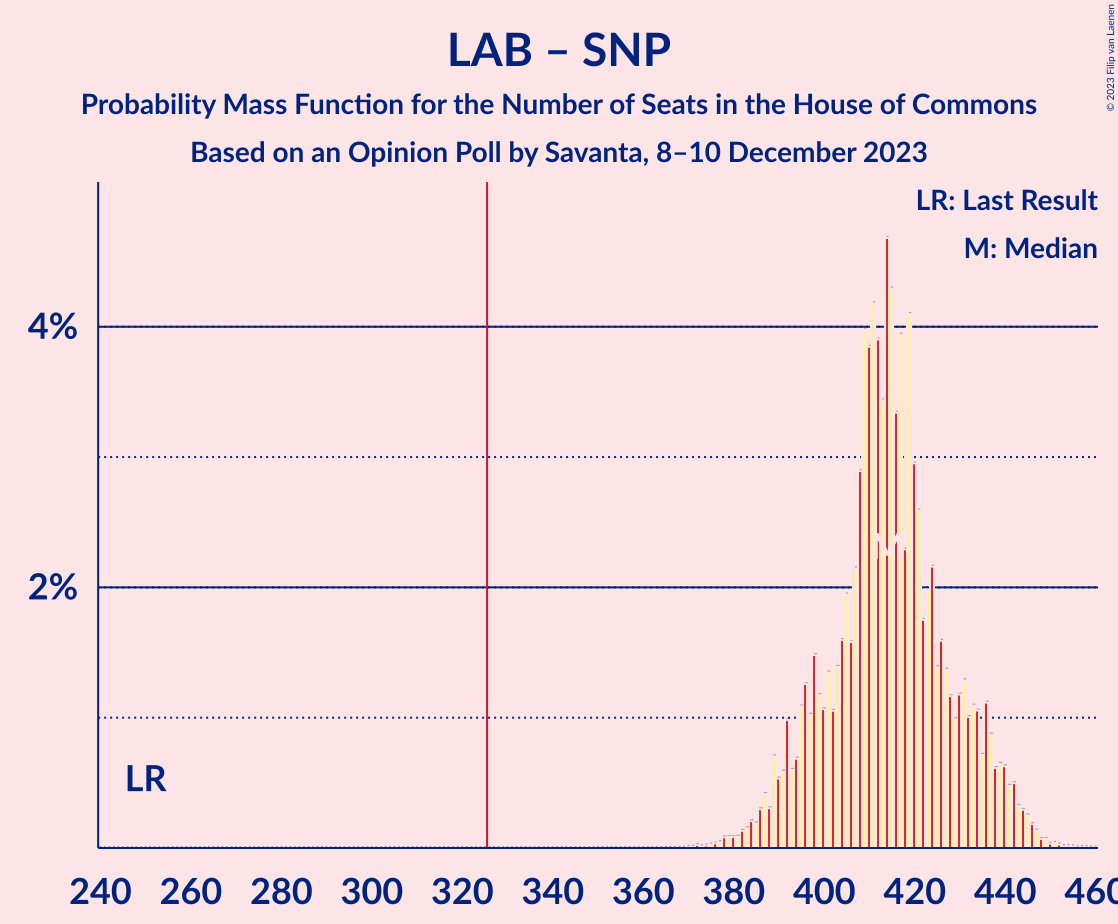 LAB – SNP
Probability Mass Function for the Number of Seats in the House of Commons
Based on an Opinion Poll by Savanta, 8–10 December 2023
© 2023 Filip van Laenen
LR: Last Result
M: Median
4%
2%
LR
M
240 260 280 300 320 340 360 380 400 420 440 460